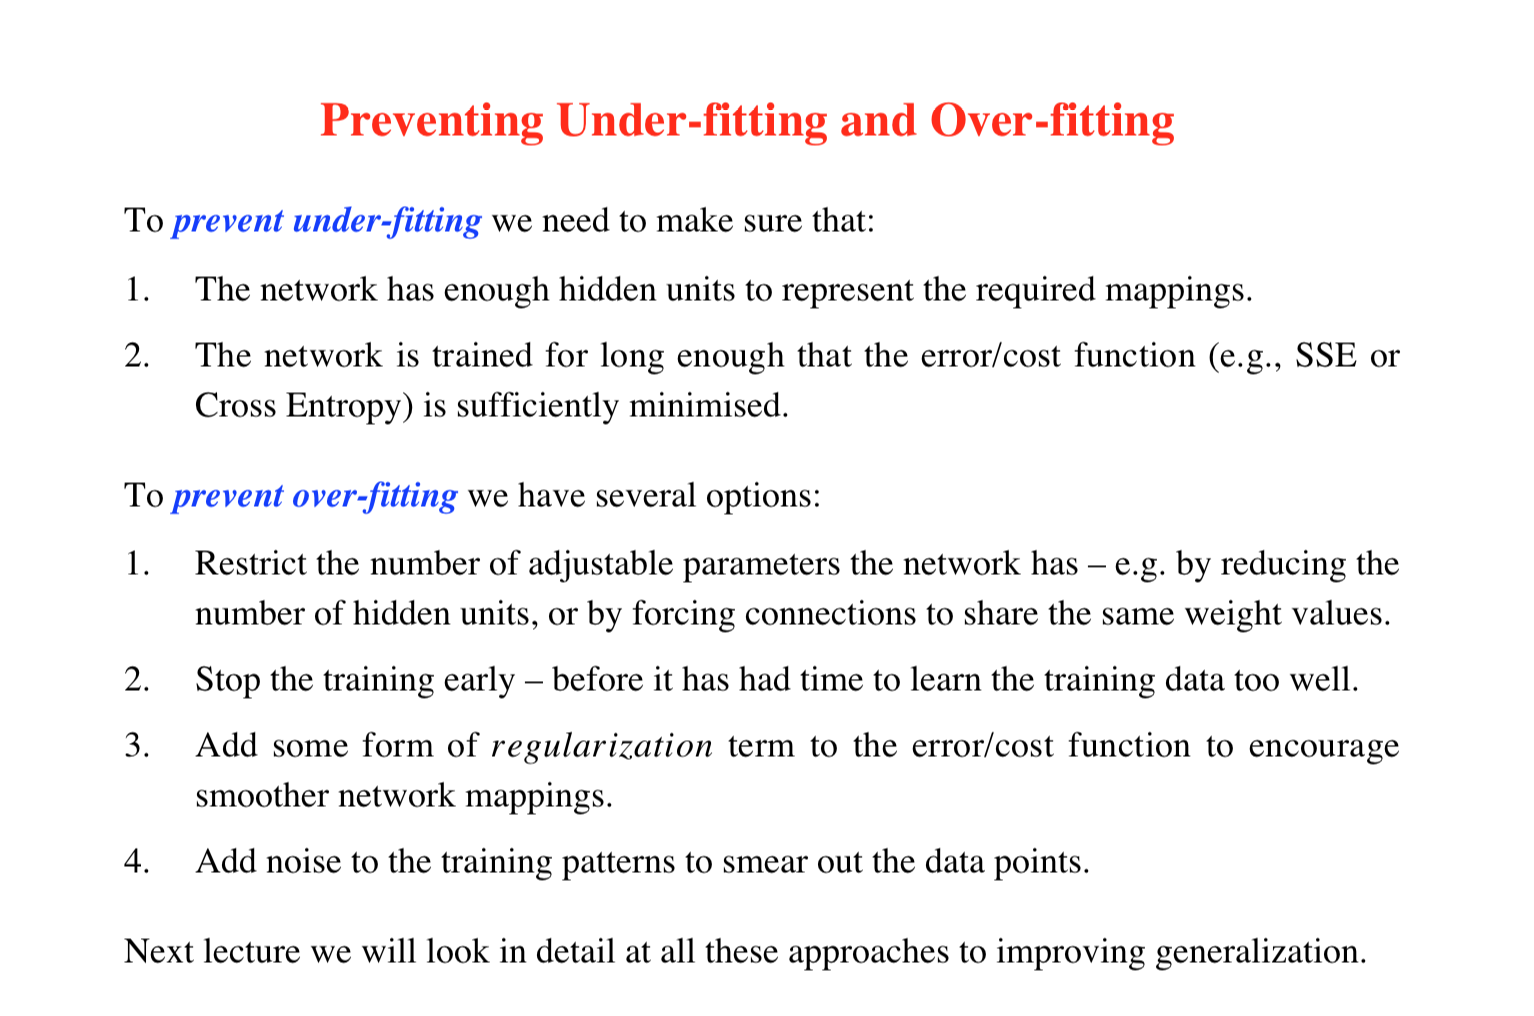 Preventing Under-fitting and Over-fitting
To prevent under-fitting we need to make sure that:
1. The network has enough hidden units to represent the required mappings.
2. The network is trained for long enough that the error/cost function (e.g., SSE or
Cross Entropy) is sufficiently minimised.
To prevent over-fitting we have several options:
1. Restrict the number of adjustable parameters the network has – e.g. by reducing the
number of hidden units, or by forcing connections to share the same weight values.
2. Stop the training early – before it has had time to learn the training data too well.
3. Add some form of regularization term to the error/cost function to encourage
smoother network mappings.
4. Add noise to the training patterns to smear out the data points.
Next lecture we will look in detail at all these approaches to improving generalization.